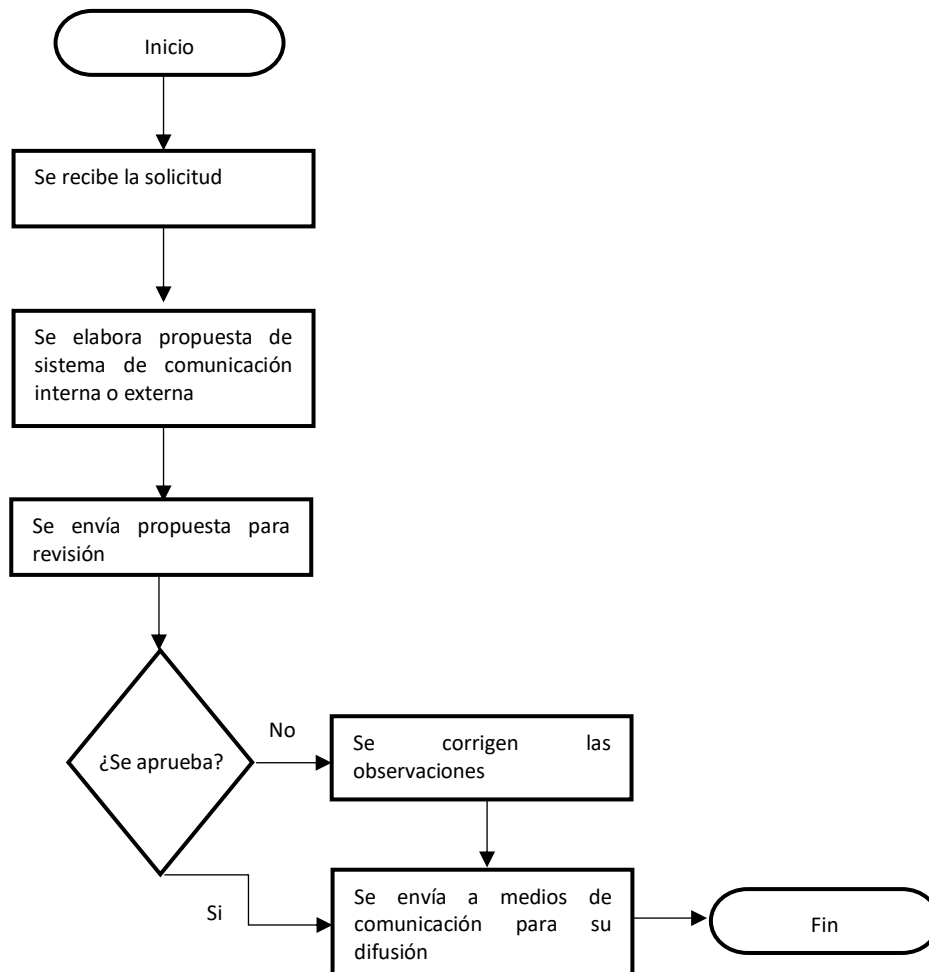 Inicio
Se recibe la solicitud
Se elabora propuesta de
sistema de comunicación
interna o externa
Se envía propuesta para
revisión
¿Se aprueba?
No
Se corrigen las
observaciones
Si
Se envía a medios de
comunicación para su
difusión
Fin